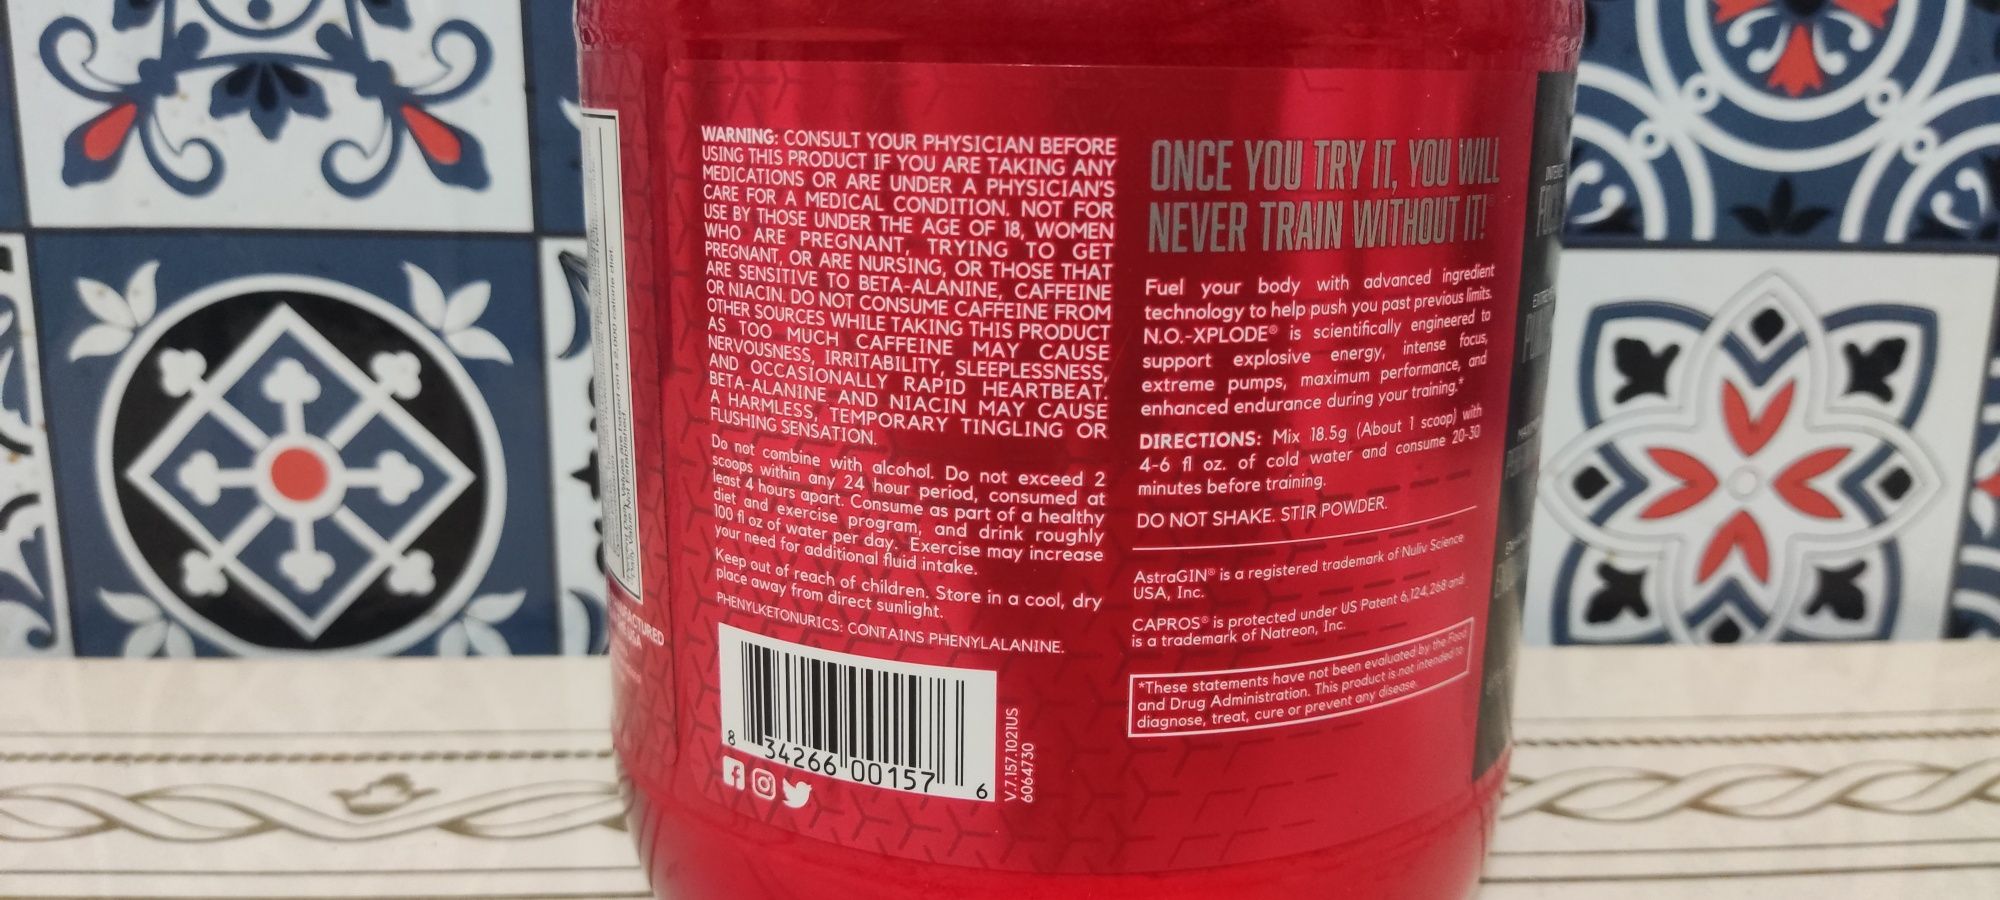 WARNING: CONSULT YOUR PHYSICIAN BEFORE
USING THIS PRODUCT IF YOU ARE TAKING ANY
MEDICATIONS OR ARE UNDER A PHYSICIAN'S
CARE FOR A MEDICAL CONDITION. NOT FOR
USE BY THOSE UNDER THE AGE OF 18, WOMEN
WHO ARE PREGNANT, TRYING TO GET
PREGNANT, OR ARE NURSING, OR THOSE THAT
ARE SENSITIVE TO BETA-ALANINE, CAFFEINE
OR NIACIN. DO NOT CONSUME CAFFEINE FROM
OTHER SOURCES WHILE TAKING THIS PRODUCT
AS TOO MUCH CAFFEINE MAY CAUSE
NERVOUSNESS, IRRITABILITY, SLEEPLESSNESS,
AND OCCASIONALLY RAPID HEARTBEAT.
BETA-ALANINE AND NIACIN MAY CAUSE
A HARMLESS, TEMPORARY TINGLING OR
FLUSHING SENSATION.
Do not combine with alcohol. Do not exceed 2
scoops within any 24 hour period, consumed at
least 4 hours apart. Consume as part of a healthy
diet and exercise program, and drink roughly
100 fl oz of water per day. Exercise may increase
your need for additional fluid intake.
Keep out of reach of children. Store in a cool, dry
place away from direct sunlight.
PHENYLKETONURICS: CONTAINS PHENYLALANINE.
8 34266 00157 6
V.7.157.1021US
6064730
ONCE YOU TRY IT, YOU WILL
NEVER TRAIN WITHOUT IT!
Fuel your body with advanced ingredient
technology to help push you past previous limits.
N.O.-XPLODE® is scientifically engineered to
support explosive energy, intense focus,
extreme pumps, maximum performance, and
enhanced endurance during your training.*
DIRECTIONS: Mix 18.5g (About 1 scoop) with
4-6 fl oz. of cold water and consume 20-30
minutes before training.
DO NOT SHAKE. STIR POWDER.
AstraGIN® is a registered trademark of Nuliv Science
USA, Inc.
CAPROS® is protected under US Patent 6,124,268 and
is a trademark of Natreon, Inc.
*These statements have not been evaluated by the Food
and Drug Administration. This product is not intended to
diagnose, treat, cure or prevent any disease.